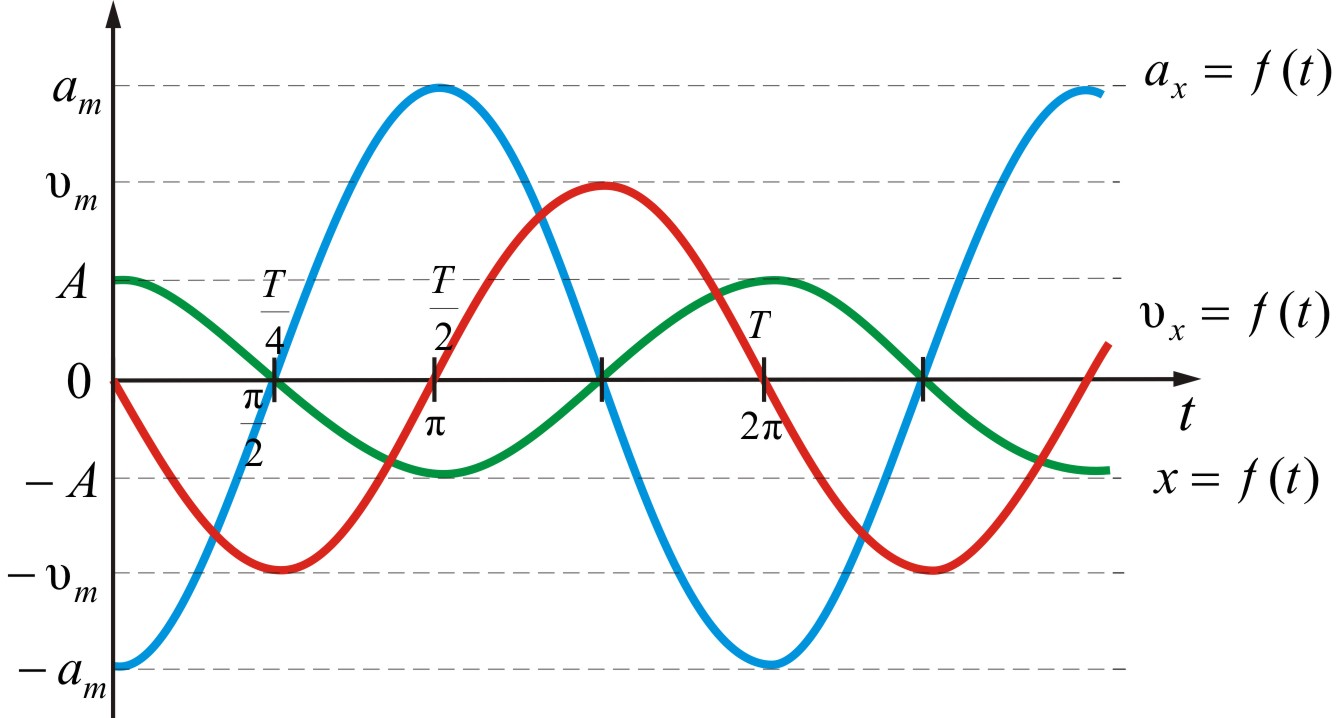 a_m
a_x = f(t)
υ_m
A
T/4
T/2
T
υ_x = f(t)
0
π/2
π
2π
t
– A
x = f(t)
– υ_m
– a_m